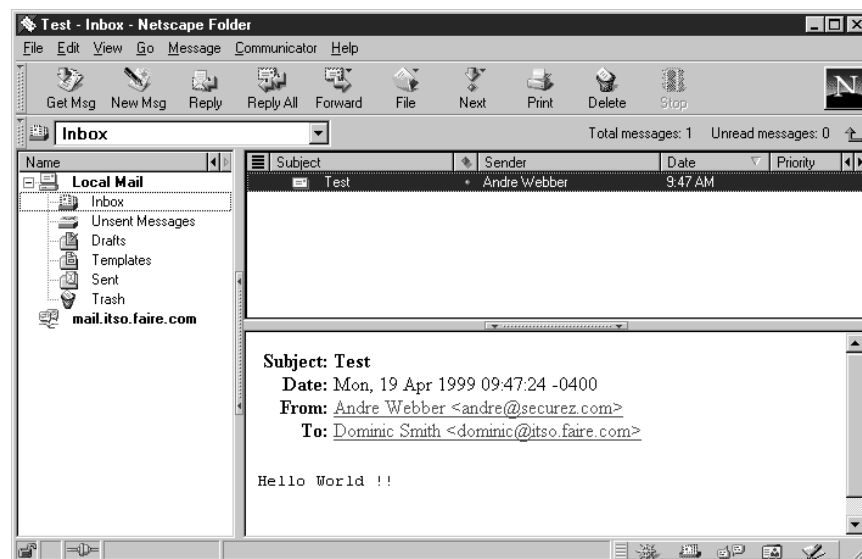 Test - Inbox - Netscape Folder
File Edit View Go Message Communicator Help
Get Msg New Msg Reply Reply All Forward File Next Print Delete Stop
N
Inbox Total messages: 1 Unread messages: 0
Name Subject Sender Date Priority
Local Mail
Test Andre Webber 9:47 AM
Inbox
Unsent Messages
Drafts
Templates
Sent
Trash
mail.itso.faire.com
Subject: Test
Date: Mon, 19 Apr 1999 09:47:24 -0400
From: Andre Webber <andre@securez.com>
To: Dominic Smith <dominic@itso.faire.com>
Hello World !!